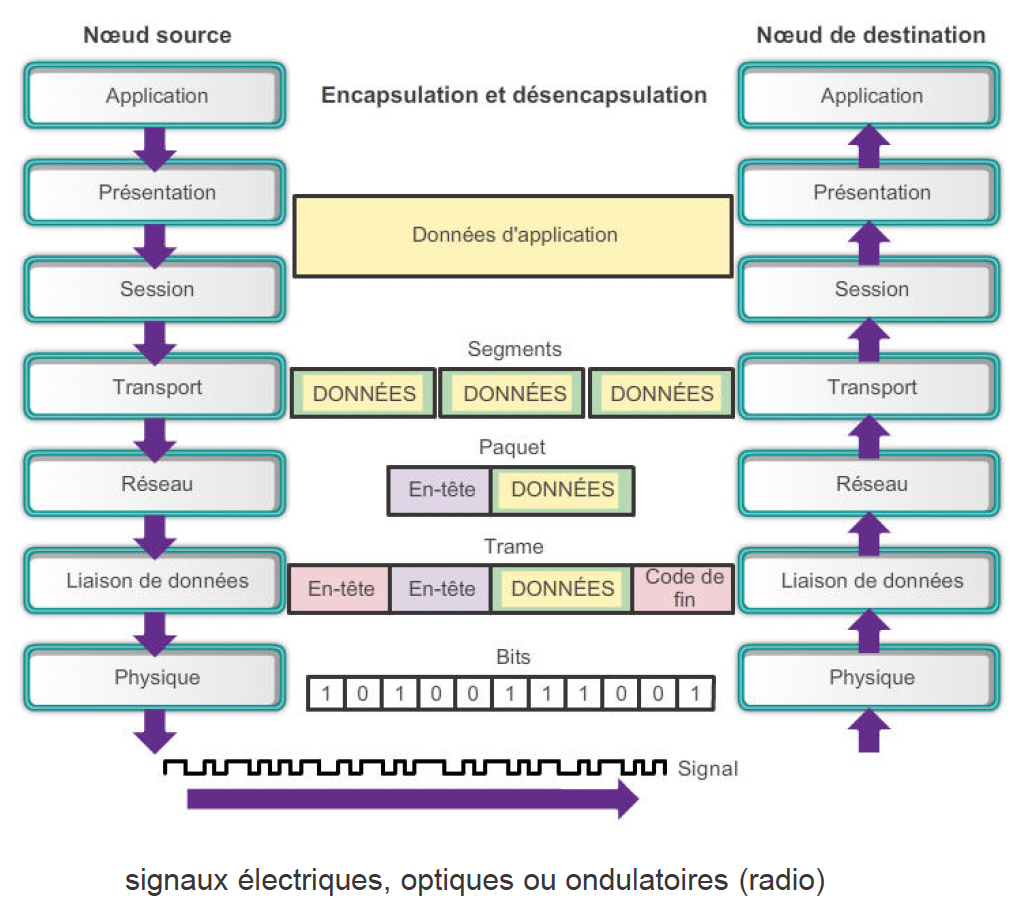 Nœud source
Nœud de destination
Application
Encapsulation et désencapsulation
Application
Présentation
Présentation
Données d'application
Session
Session
Segments
Transport
DONNÉES
DONNÉES
DONNÉES
Transport
Paquet
Réseau
En-tête
DONNÉES
Réseau
Trame
Liaison de données
En-tête
En-tête
DONNÉES
Code de
fin
Liaison de données
Bits
Physique
1 0 1 0 0 1 1 1 0 0 1
Physique
Signal
signaux électriques, optiques ou ondulatoires (radio)